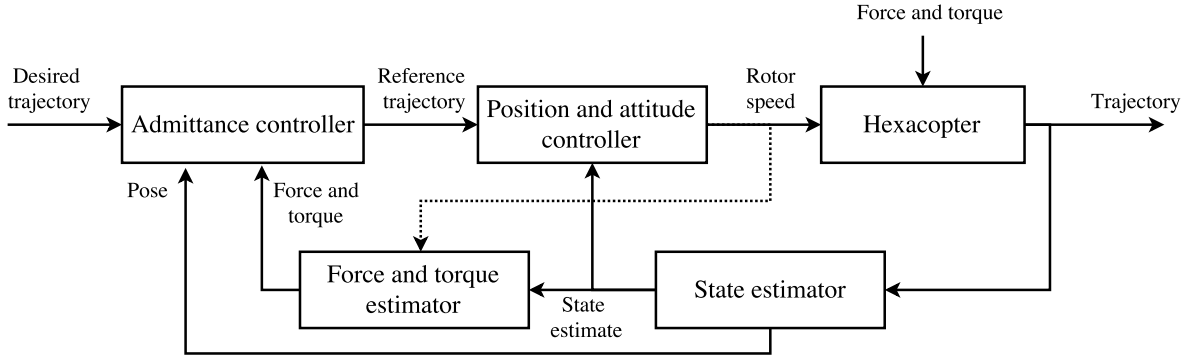 Force and torque
Desired
trajectory
Reference
trajectory
Rotor
speed
Trajectory
Admittance controller
Position and attitude
controller
Hexacopter
Pose
Force and
torque
Force and torque
estimator
State
estimate
State estimator